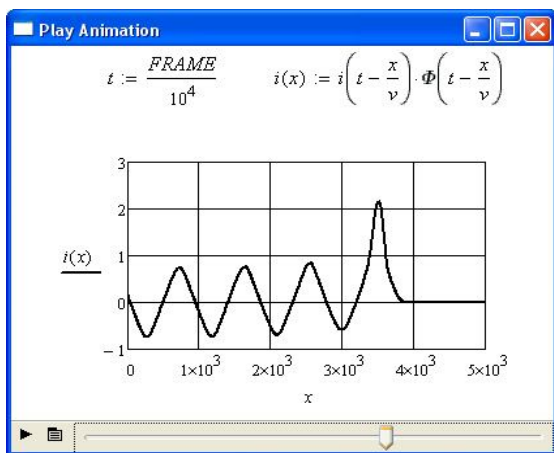 Play Animation
t := FRAME / 10^4    i(x) := i(t − x/v) · Φ(t − x/v)
3
2
1
i(x)
0
− 1
0 1×10^3 2×10^3 3×10^3 4×10^3 5×10^3
x